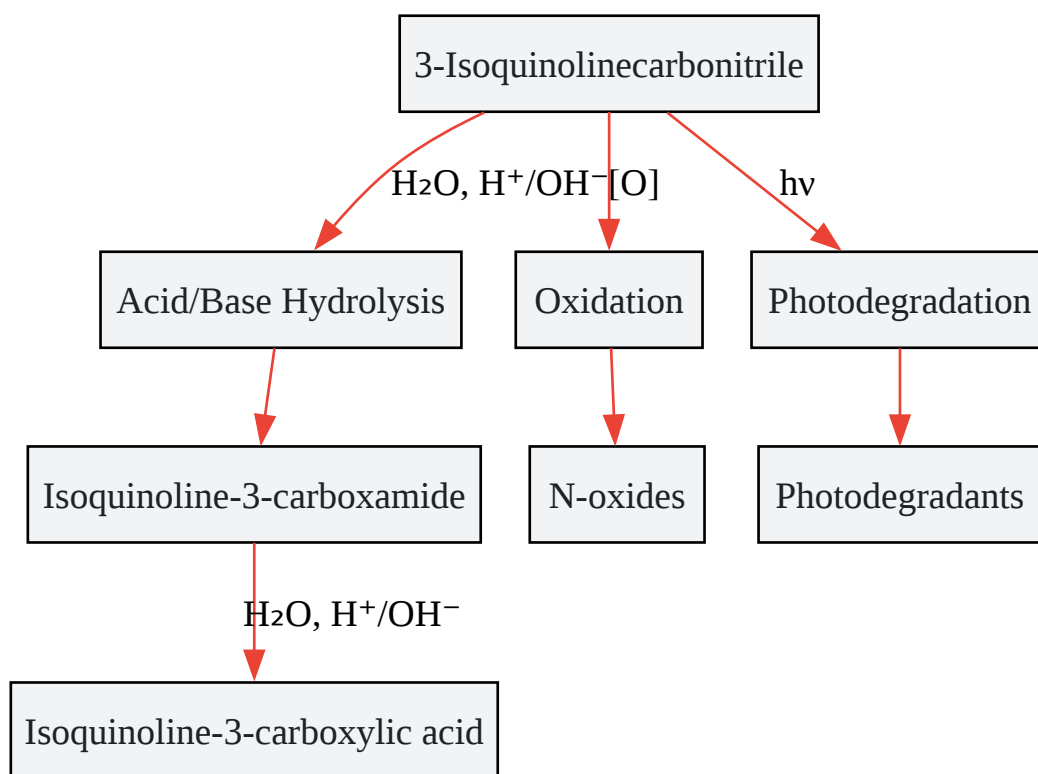 3-Isoquinolinecarbonitrile
H₂O, H⁺/OH⁻
[O]
hν
Acid/Base Hydrolysis
Oxidation
Photodegradation
Isoquinoline-3-carboxamide
N-oxides
Photodegradants
H₂O, H⁺/OH⁻
Isoquinoline-3-carboxylic acid